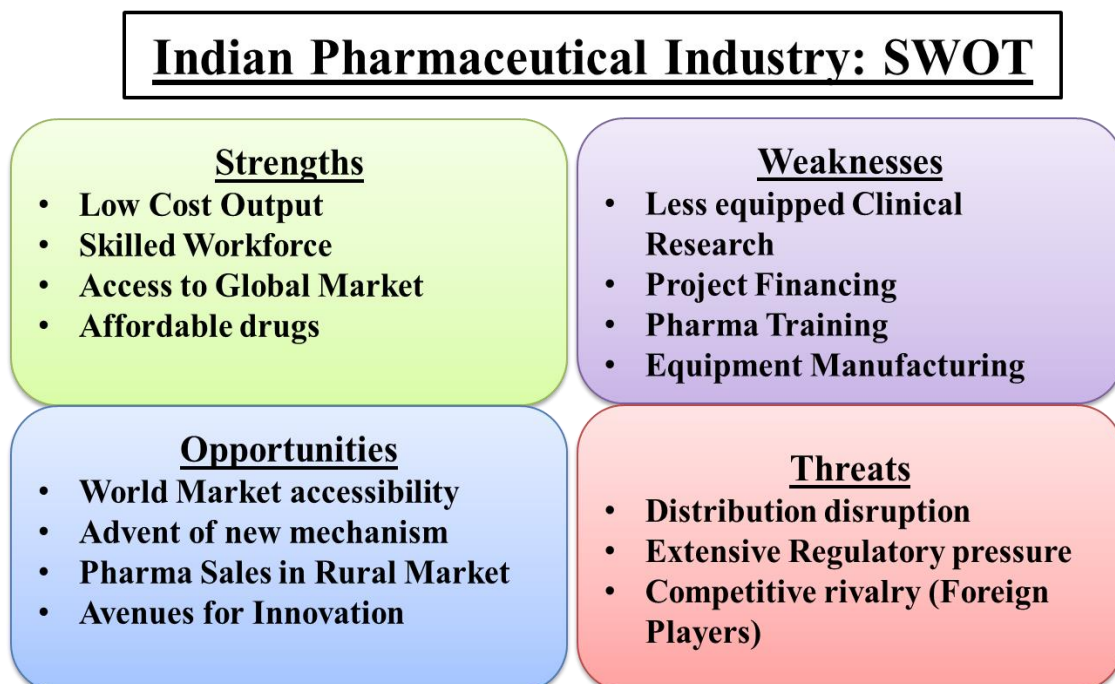 Indian Pharmaceutical Industry: SWOT
Strengths
• Low Cost Output
• Skilled Workforce
• Access to Global Market
• Affordable drugs
Weaknesses
• Less equipped Clinical
Research
• Project Financing
• Pharma Training
• Equipment Manufacturing
Opportunities
• World Market accessibility
• Advent of new mechanism
• Pharma Sales in Rural Market
• Avenues for Innovation
Threats
• Distribution disruption
• Extensive Regulatory pressure
• Competitive rivalry (Foreign
Players)